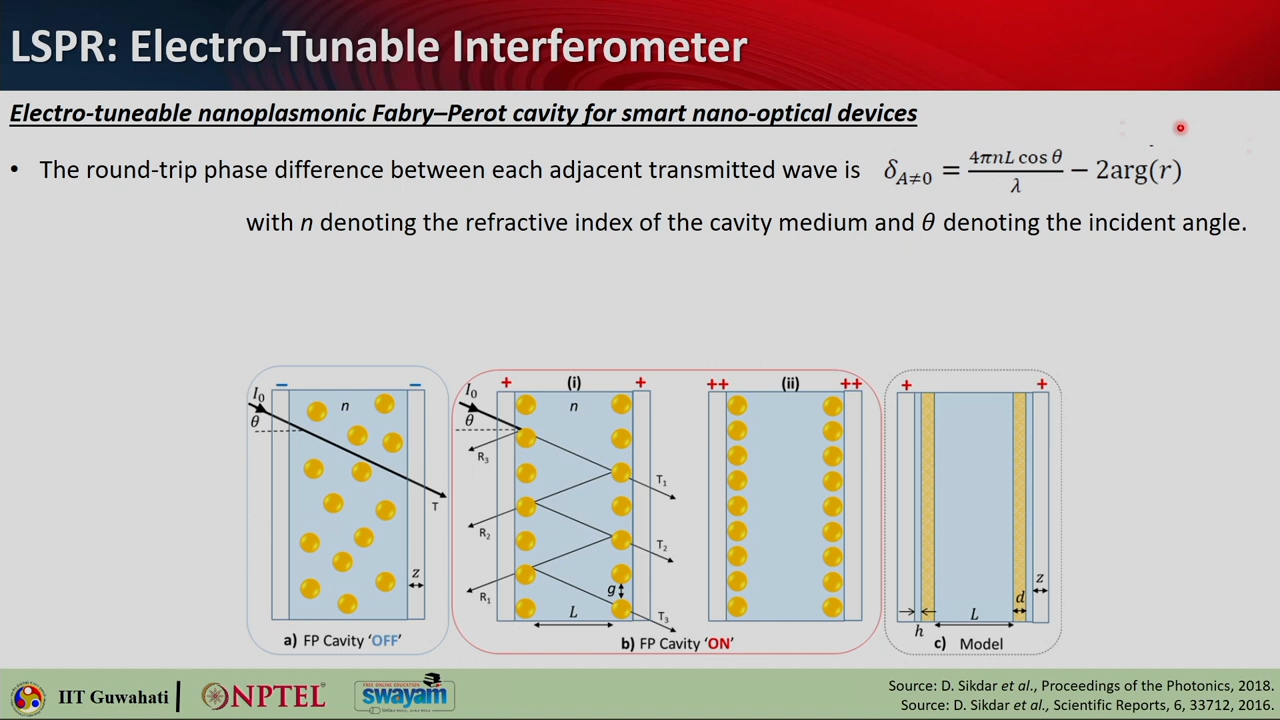 LSPR: Electro-Tunable Interferometer
Electro-tuneable nanoplasmonic Fabry–Perot cavity for smart nano-optical devices
• The round-trip phase difference between each adjacent transmitted wave is δ_{A≠0} = 4πnL cos θ / λ − 2arg(r)
with n denoting the refractive index of the cavity medium and θ denoting the incident angle.
− −
I₀
n
θ
T
z
a) FP Cavity ‘OFF’
+ (i) +
I₀
n
θ
R₃
T₁
R₂
T₂
g
R₁
L
T₃
++ (ii) ++
b) FP Cavity ‘ON’
+ +
z
d
L
h
c) Model
IIT Guwahati
NPTEL
FREE ONLINE EDUCATION
swayam
Source: D. Sikdar et al., Proceedings of the Photonics, 2018.
Source: D. Sikdar et al., Scientific Reports, 6, 33712, 2016.